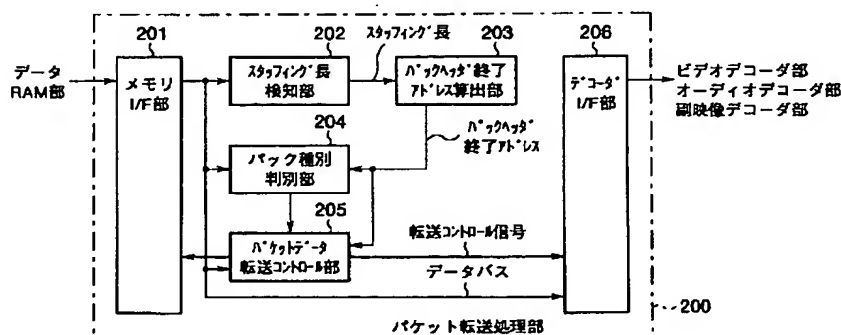 201
メモリ
I/F部
202
スタッフィング長
検知部
スタッフィング長
203
パックヘッダ終了
アドレス算出部
206
デコーダ
I/F部
データ
RAM部
ビデオデコーダ部
オーディオデコーダ部
副映像デコーダ部
204
パック種別
判別部
パックヘッダ
終了アドレス
205
パケットデータ
転送コントロール部
転送コントロール信号
データバス
パケット転送処理部
200